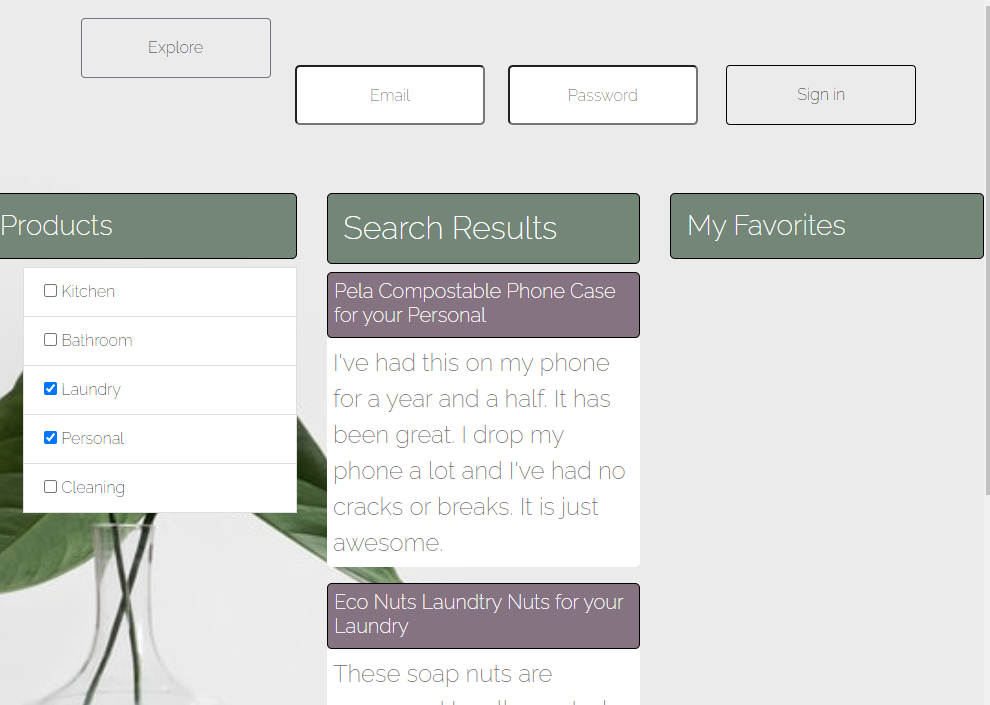 Explore
Email
Password
Sign in
Products
Kitchen
Bathroom
Laundry
Personal
Cleaning
Search Results
Pela Compostable Phone Case
for your Personal
I've had this on my phone
for a year and a half. It has
been great. I drop my
phone a lot and I've had no
cracks or breaks. It is just
awesome.
Eco Nuts Laundtry Nuts for your
Laundry
These soap nuts are
My Favorites